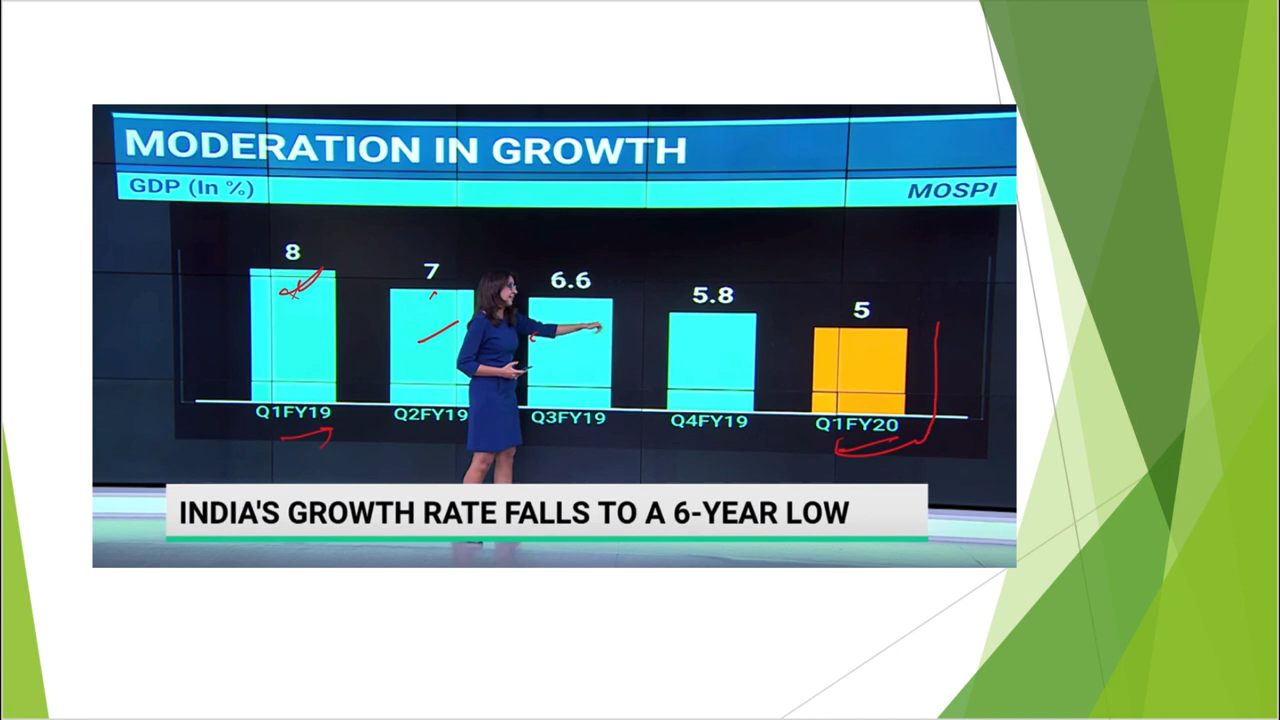 MODERATION IN GROWTH
GDP (In %)
MOSPI
8
7
6.6
5.8
5
Q1FY19
Q2FY19
Q3FY19
Q4FY19
Q1FY20
INDIA'S GROWTH RATE FALLS TO A 6-YEAR LOW